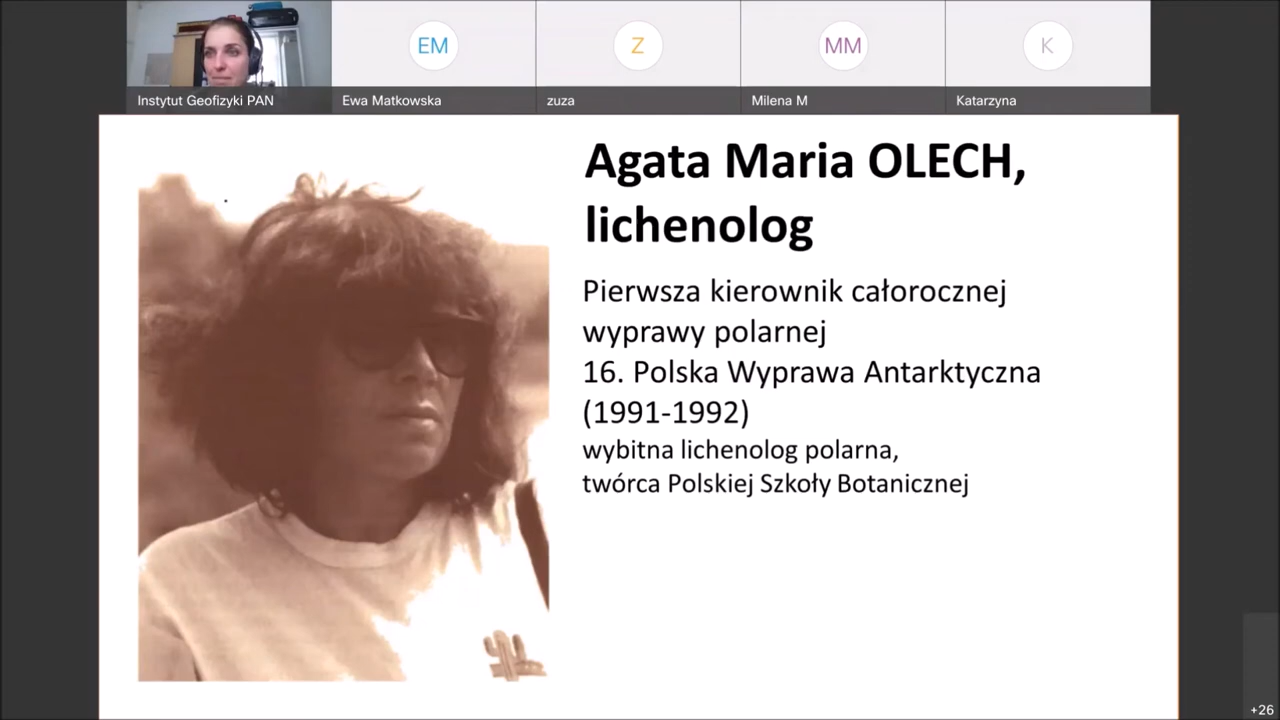 EM
Z
MM
K
Instytut Geofizyki PAN
Ewa Matkowska
zuza
Milena M
Katarzyna
Agata Maria OLECH,
lichenolog
Pierwsza kierownik całorocznej
wyprawy polarnej
16. Polska Wyprawa Antarktyczna
(1991-1992)
wybitna lichenolog polarna,
twórca Polskiej Szkoły Botanicznej
+26